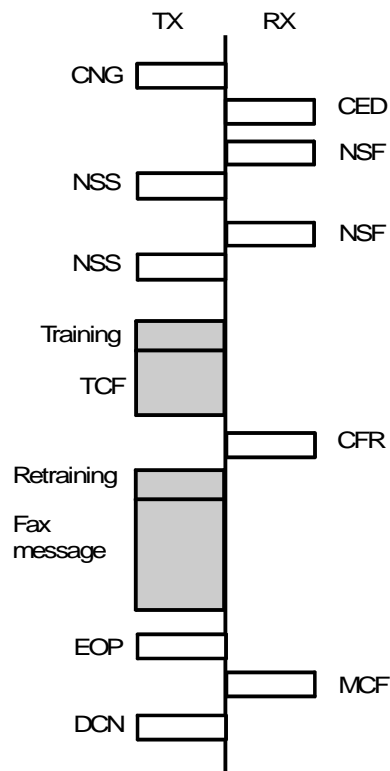 TX RX
CNG
CED
NSF
NSS
NSF
NSS
Training
TCF
CFR
Retraining
Fax
message
EOP
MCF
DCN